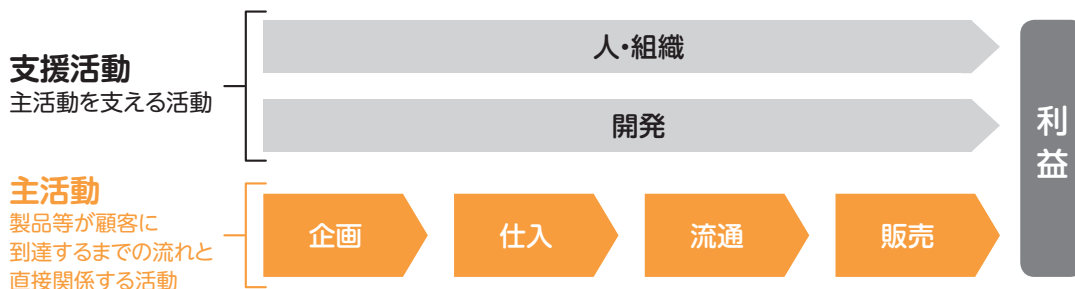 支援活動
主活動を支える活動
人・組織
開発
主活動
製品等が顧客に
到達するまでの流れと
直接関係する活動
企画
仕入
流通
販売
利益